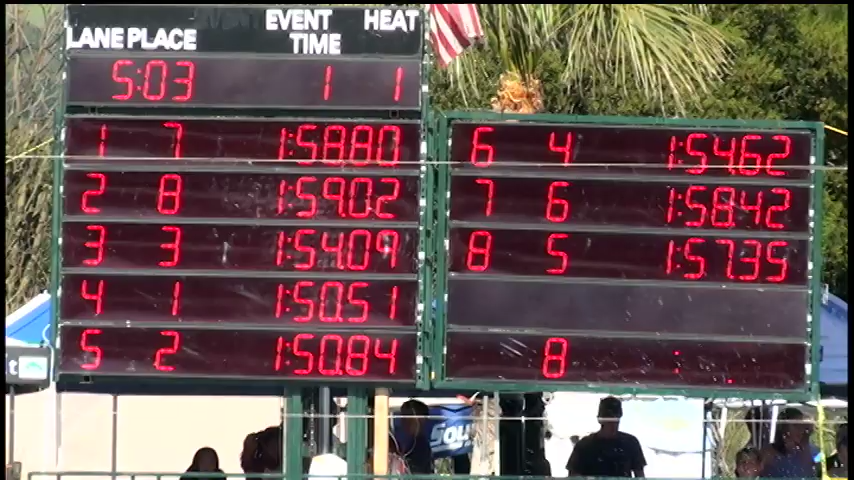 LANE PLACE EVENT TIME HEAT
5:03 1 1
1 7 1:58.80
2 8 1:59.02
3 3 1:54.09
4 1 1:50.51
5 2 1:50.84
6 4 1:54.62
7 6 1:58.42
8 5 1:57.35
8 : .